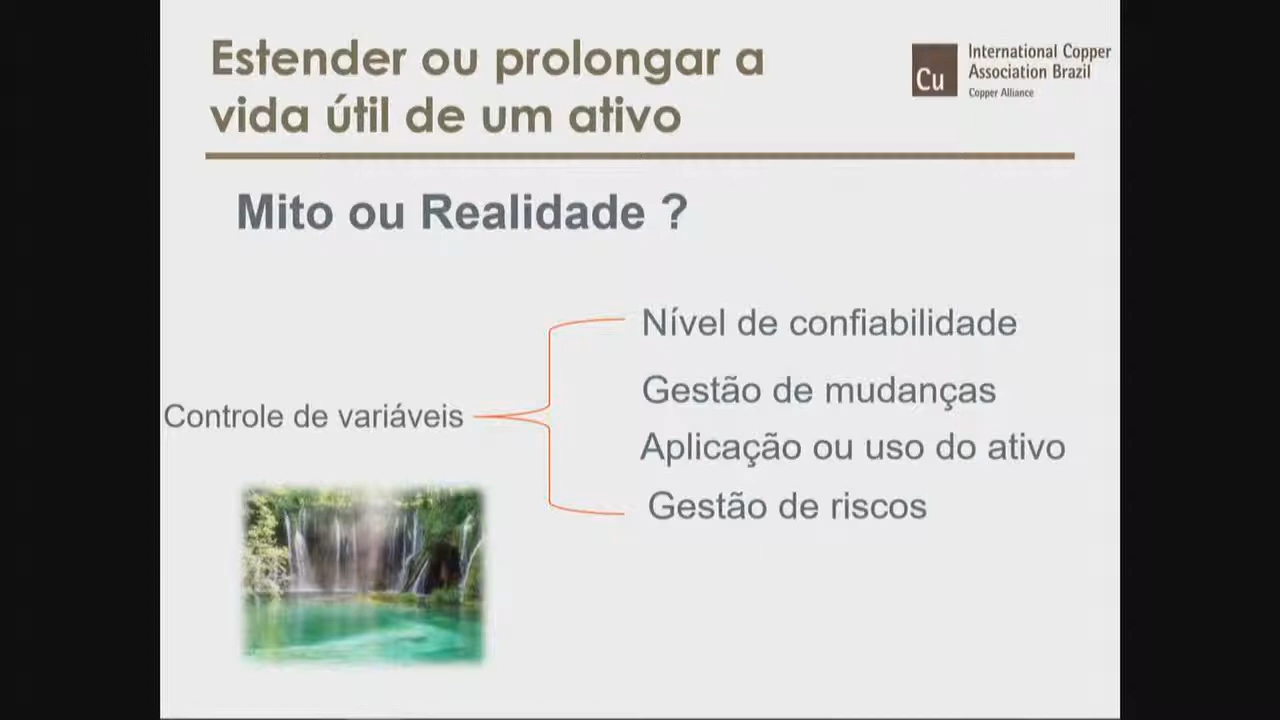 Estender ou prolongar a
vida útil de um ativo
Cu
International Copper
Association Brazil
Copper Alliance
Mito ou Realidade ?
Controle de variáveis
Nível de confiabilidade
Gestão de mudanças
Aplicação ou uso do ativo
Gestão de riscos